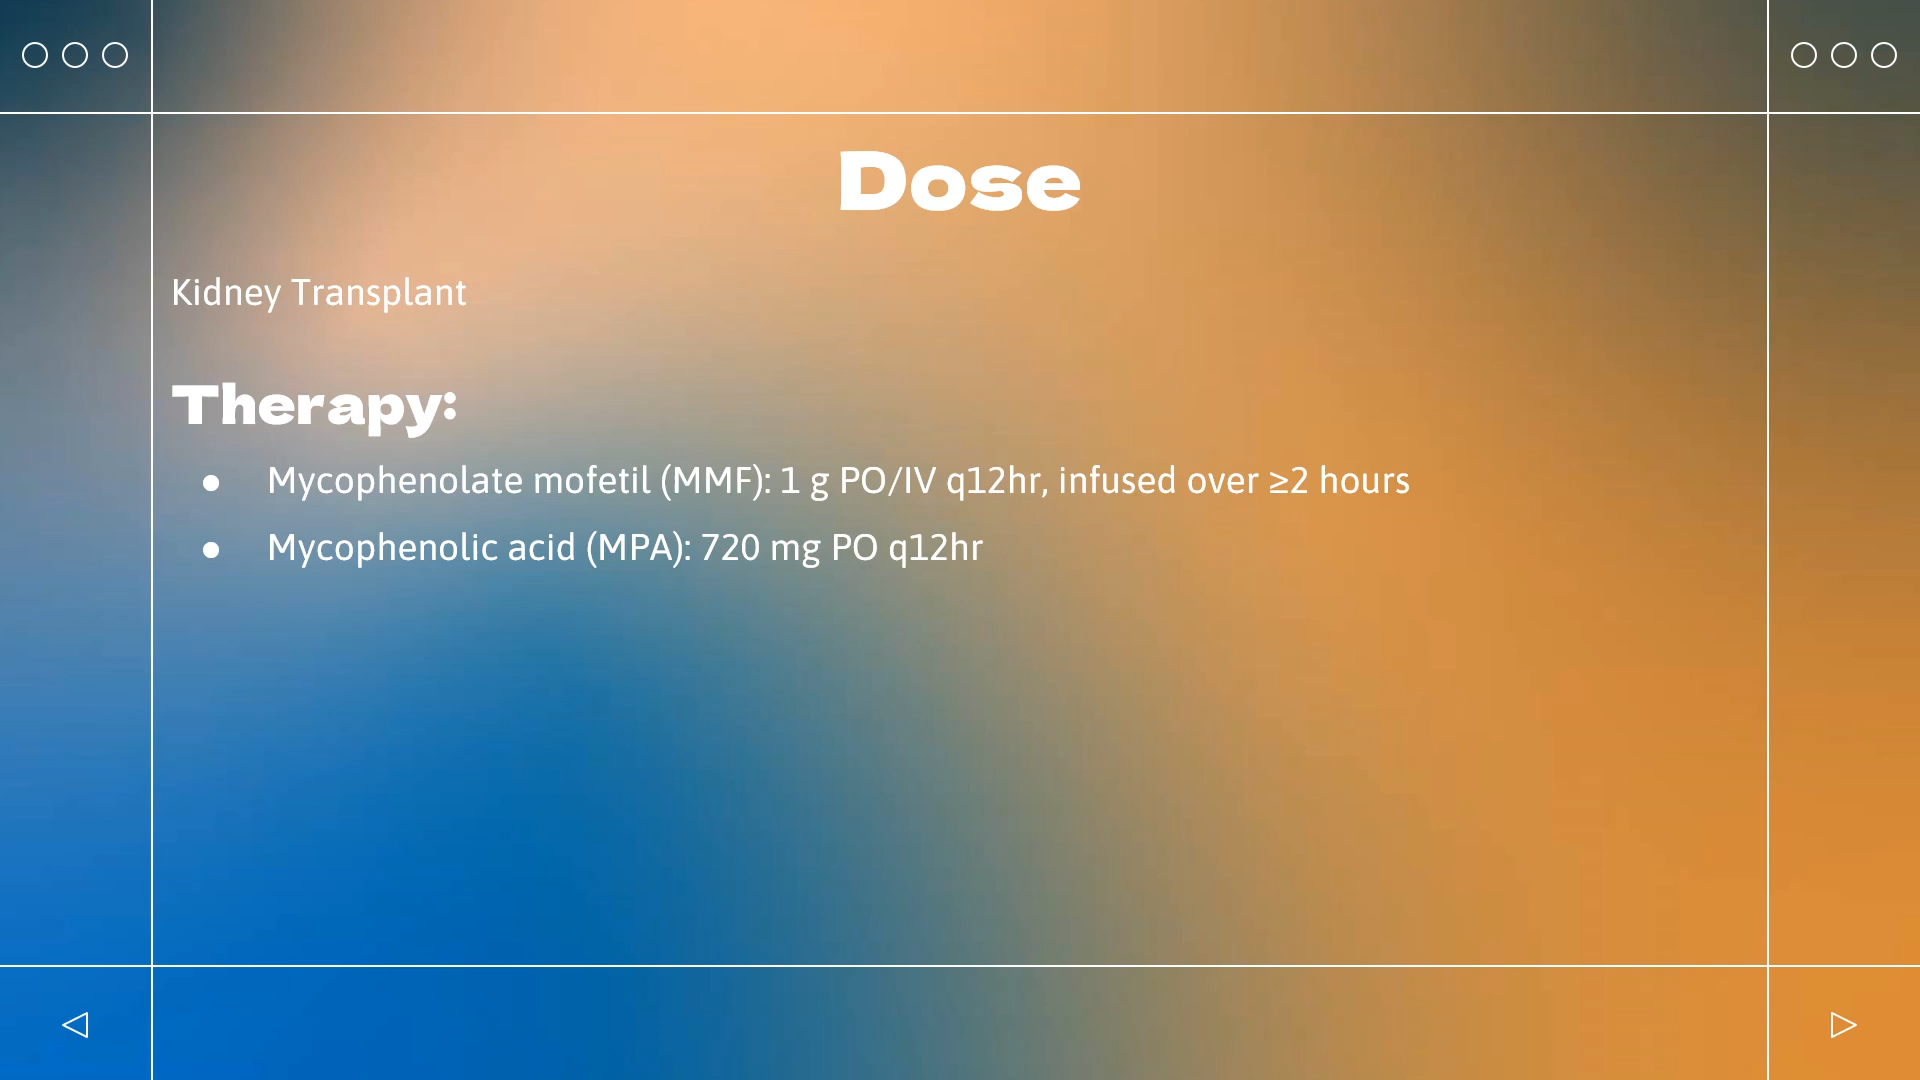 Dose
Kidney Transplant
Therapy:
● Mycophenolate mofetil (MMF): 1 g PO/IV q12hr, infused over ≥2 hours
● Mycophenolic acid (MPA): 720 mg PO q12hr